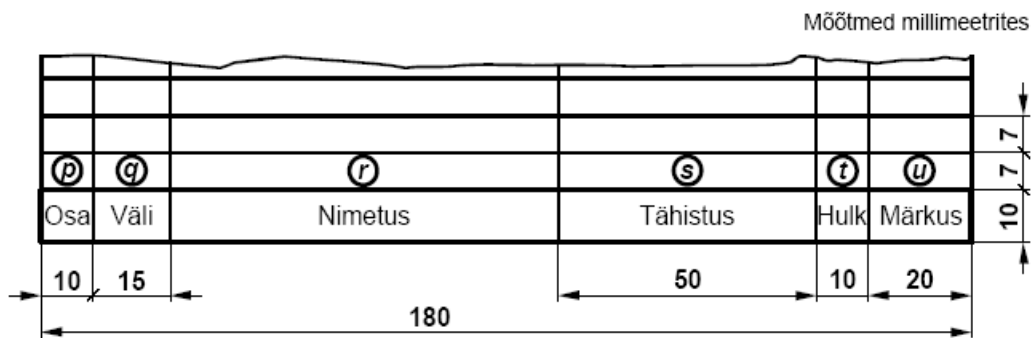 Mõõtmed millimeetrites
7
p q r s t u 7
Osa Väli Nimetus Tähistus Hulk Märkus 10
10 15 50 10 20
180